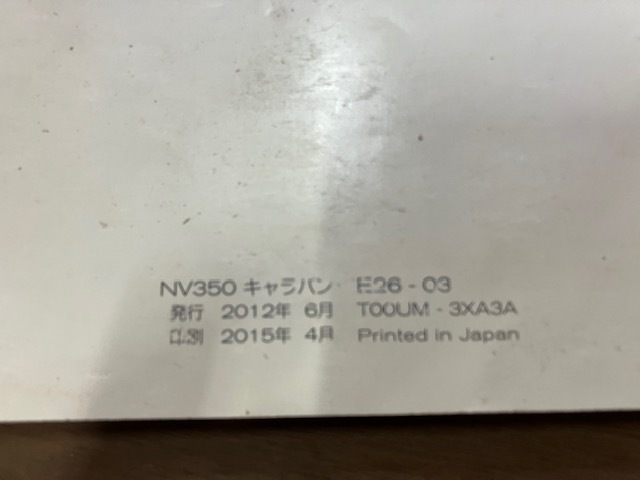 NV350 キャラバン E26-03
発行 2012年 6月 T00UM-3XA3A
印刷 2015年 4月 Printed in Japan